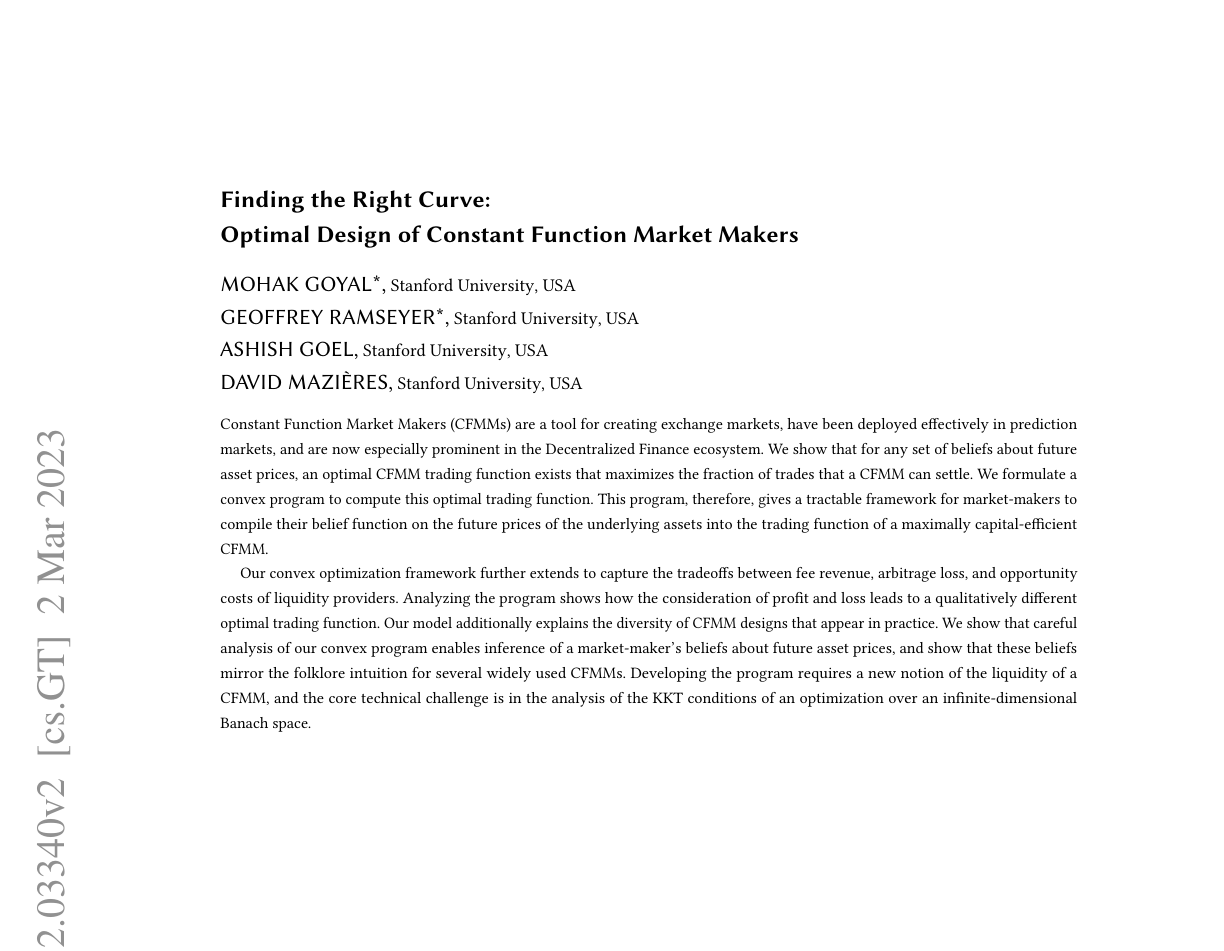 Finding the Right Curve:
Optimal Design of Constant Function Market Makers
MOHAK GOYAL*, Stanford University, USA
GEOFFREY RAMSEYER*, Stanford University, USA
ASHISH GOEL, Stanford University, USA
DAVID MAZIÈRES, Stanford University, USA
Constant Function Market Makers (CFMMs) are a tool for creating exchange markets, have been deployed effectively in prediction
markets, and are now especially prominent in the Decentralized Finance ecosystem. We show that for any set of beliefs about future
asset prices, an optimal CFMM trading function exists that maximizes the fraction of trades that a CFMM can settle. We formulate a
convex program to compute this optimal trading function. This program, therefore, gives a tractable framework for market-makers to
compile their belief function on the future prices of the underlying assets into the trading function of a maximally capital-efficient
CFMM.
Our convex optimization framework further extends to capture the tradeoffs between fee revenue, arbitrage loss, and opportunity
costs of liquidity providers. Analyzing the program shows how the consideration of profit and loss leads to a qualitatively different
optimal trading function. Our model additionally explains the diversity of CFMM designs that appear in practice. We show that careful
analysis of our convex program enables inference of a market-maker's beliefs about future asset prices, and show that these beliefs
mirror the folklore intuition for several widely used CFMMs. Developing the program requires a new notion of the liquidity of a
CFMM, and the core technical challenge is in the analysis of the KKT conditions of an optimization over an infinite-dimensional
Banach space.
2.03340v2 [cs.GT] 2 Mar 2023